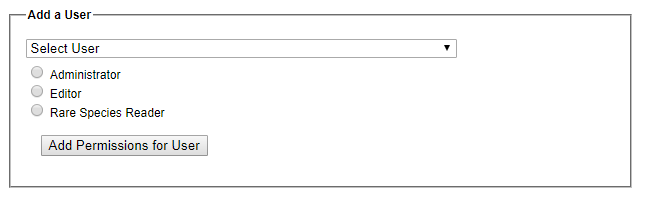 Add a User
Select User
Administrator
Editor
Rare Species Reader
Add Permissions for User